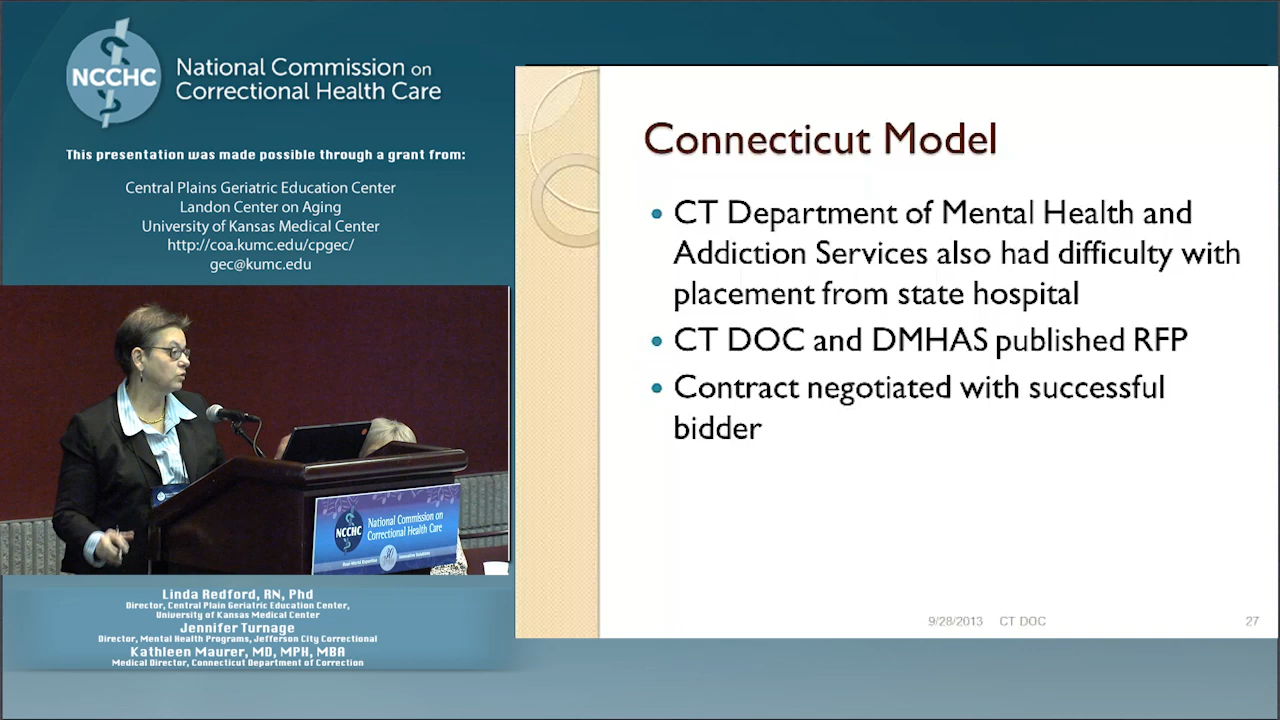 NCCHC
National Commission on
Correctional Health Care
This presentation was made possible through a grant from:
Central Plains Geriatric Education Center
Landon Center on Aging
University of Kansas Medical Center
http://coa.kumc.edu/cpgec/
gec@kumc.edu
NCCHC
National Commission on
Correctional Health Care
Real-World Expertise
Innovative Solutions
Linda Redford, RN, Phd
Director, Central Plain Geriatric Education Center,
University of Kansas Medical Center
Jennifer Turnage
Director, Mental Health Programs, Jefferson City Correctional
Kathleen Maurer, MD, MPH, MBA
Medical Director, Connecticut Department of Correction
Connecticut Model
• CT Department of Mental Health and
Addiction Services also had difficulty with
placement from state hospital
• CT DOC and DMHAS published RFP
• Contract negotiated with successful
bidder
9/28/2013 CT DOC 27